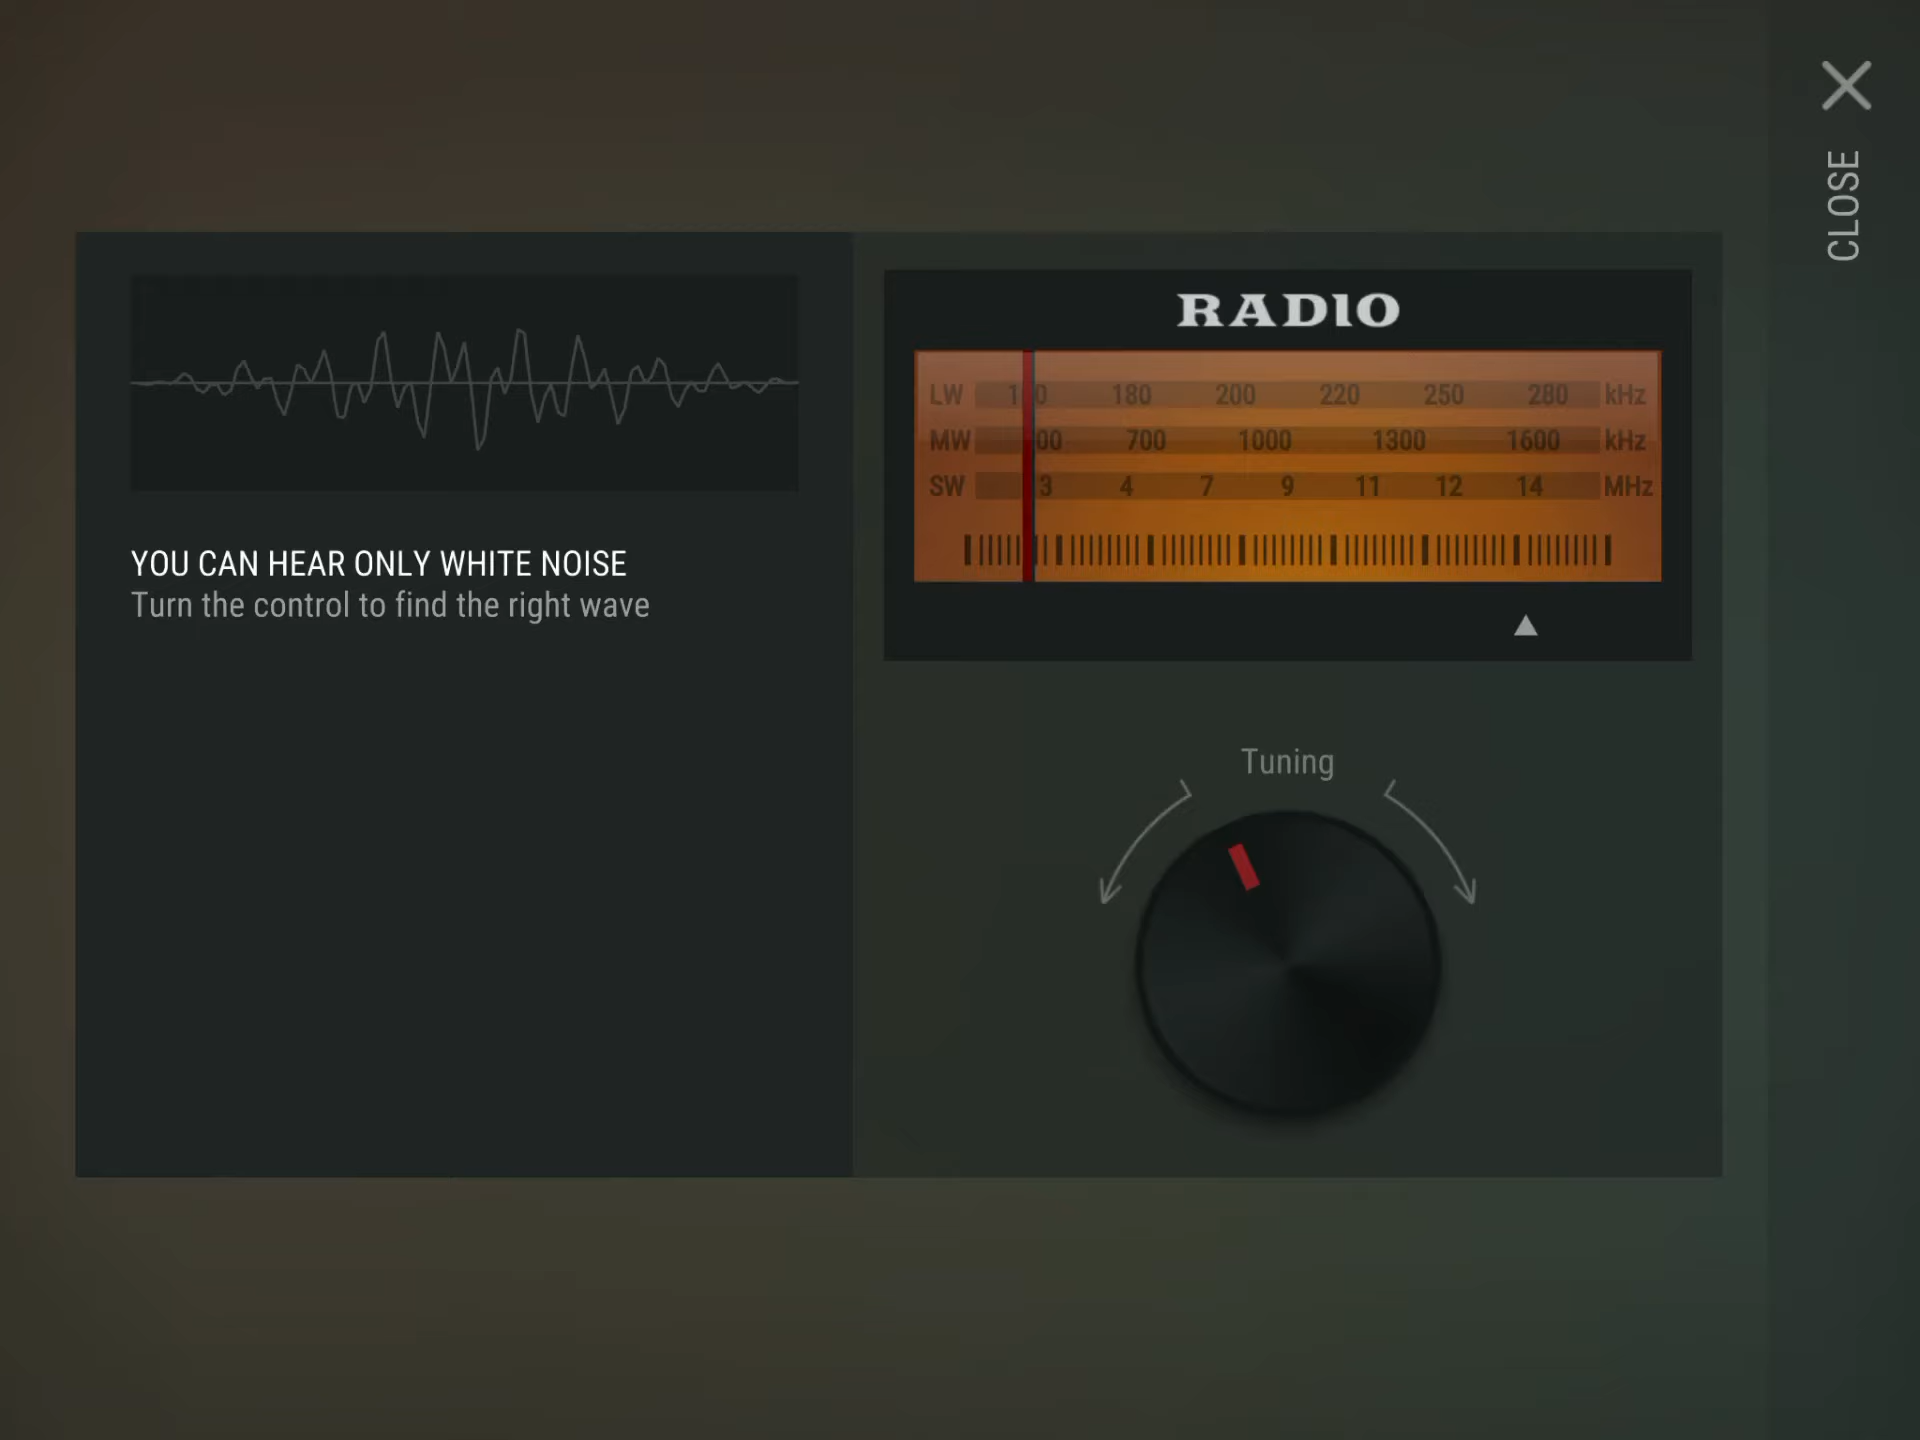 CLOSE
RADIO
LW 180 200 220 250 280 kHz
MW 700 1000 1300 1600 kHz
SW 3 4 7 9 11 12 14 MHz
YOU CAN HEAR ONLY WHITE NOISE
Turn the control to find the right wave
Tuning